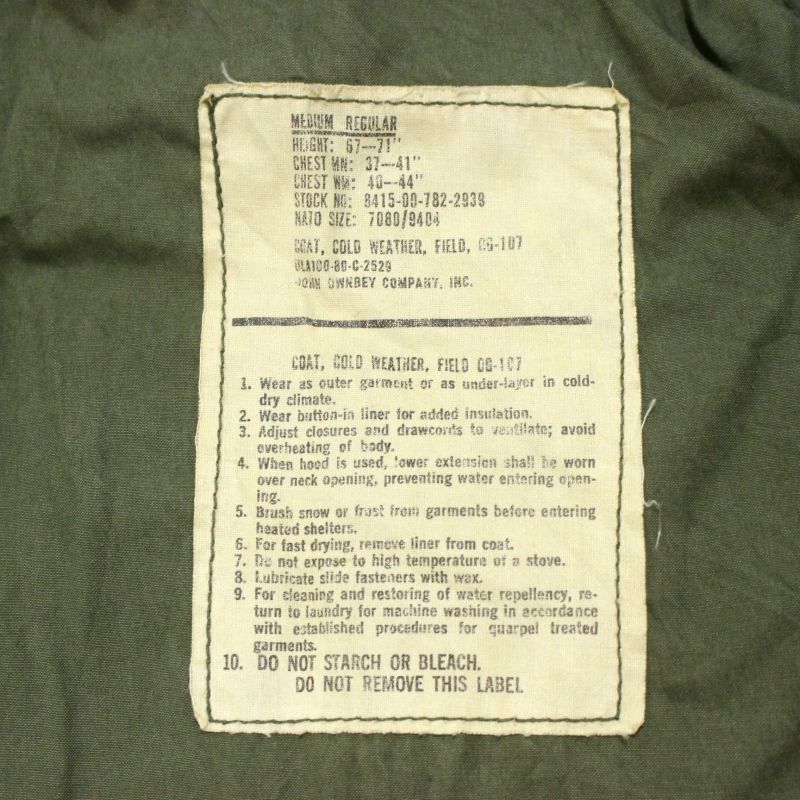 MEDIUM REGULAR
HEIGHT: 67--71"
CHEST MN: 37--41"
CHEST WM: 40--44"
STOCK NO: 8415-00-782-2939
NATO SIZE: 7080/9404
COAT, COLD WEATHER, FIELD, OG-107
DLA100-80-C-2529
JOHN OWNBEY COMPANY, INC.
COAT, COLD WEATHER, FIELD OG-107
1. Wear as outer garment or as under-layer in cold-
dry climate.
2. Wear button-in liner for added insulation.
3. Adjust closures and drawcords to ventilate; avoid
overheating of body.
4. When hood is used, lower extension shall be worn
over neck opening, preventing water entering open-
ing.
5. Brush snow or frost from garments before entering
heated shelters.
6. For fast drying, remove liner from coat.
7. Do not expose to high temperature of a stove.
8. Lubricate slide fasteners with wax.
9. For cleaning and restoring of water repellency, re-
turn to laundry for machine washing in accordance
with established procedures for quarpel treated
garments.
10. DO NOT STARCH OR BLEACH.
DO NOT REMOVE THIS LABEL